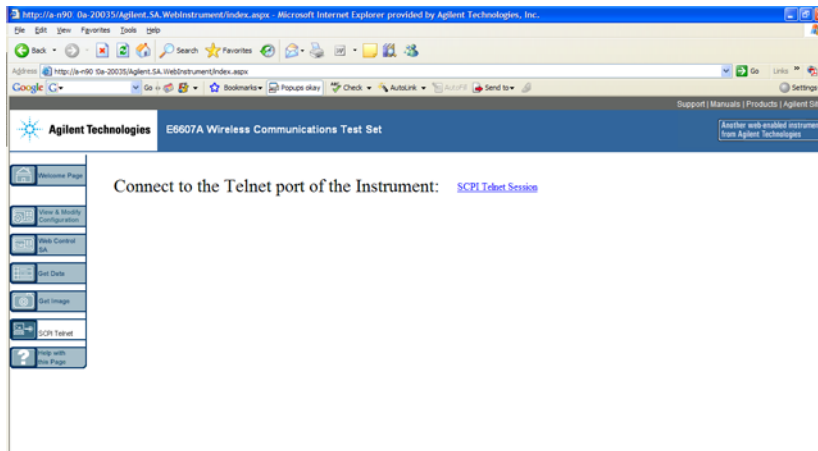 http://a-n90 0a-20035/Agilent.SA.WebInstrument/index.aspx - Microsoft Internet Explorer provided by Agilent Technologies, Inc.
File Edit View Favorites Tools Help
Back Search Favorites
Address http://a-n90 0a-20035/Agilent.SA.WebInstrument/index.aspx Go Links »
Google G Go Bookmarks Popups okay Check AutoLink AutoFill Send to Settings
Support | Manuals | Products | Agilent Sit
Agilent Technologies E6607A Wireless Communications Test Set
Another web-enabled instrumen
from Agilent Technologies
Welcome Page
Connect to the Telnet port of the Instrument: SCPI Telnet Session
View & Modify
Configuration
Web Control
SA
Get Data
Get Image
SCPI Telnet
Help with
this Page